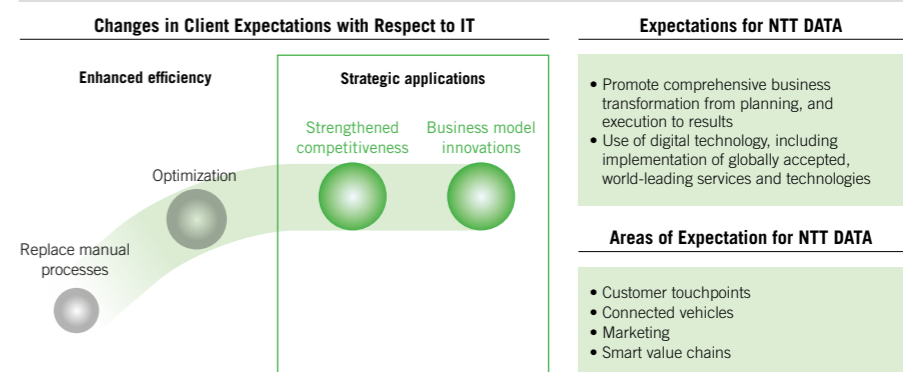 Changes in Client Expectations with Respect to IT
Enhanced efficiency
Strategic applications
Strengthened
competitiveness
Business model
innovations
Optimization
Replace manual
processes
Expectations for NTT DATA
• Promote comprehensive business
transformation from planning, and
execution to results
• Use of digital technology, including
implementation of globally accepted,
world-leading services and technologies
Areas of Expectation for NTT DATA
• Customer touchpoints
• Connected vehicles
• Marketing
• Smart value chains